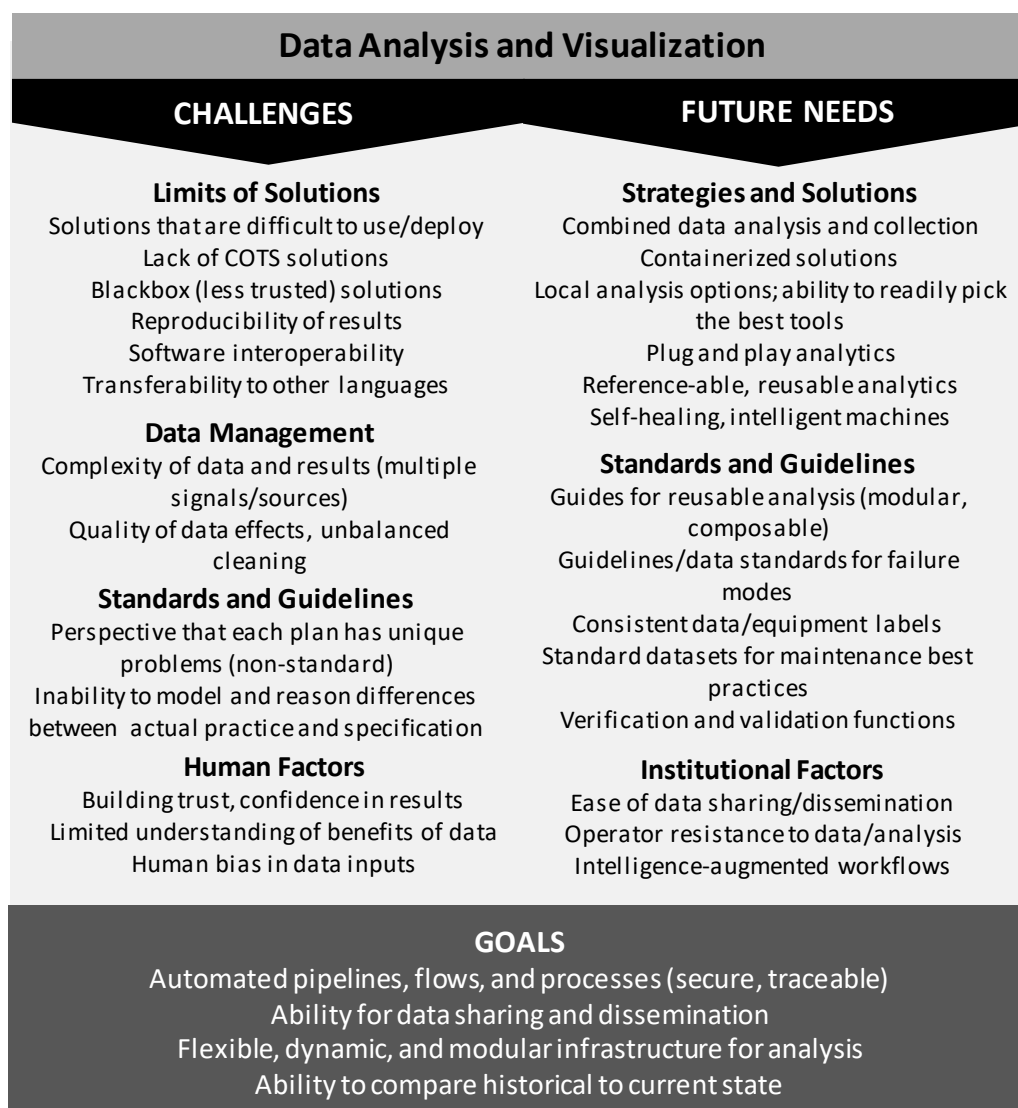 Data Analysis and Visualization
CHALLENGES
Limits of Solutions
Solutions that are difficult to use/deploy
Lack of COTS solutions
Blackbox (less trusted) solutions
Reproducibility of results
Software interoperability
Transferability to other languages
Data Management
Complexity of data and results (multiple
signals/sources)
Quality of data effects, unbalanced
cleaning
Standards and Guidelines
Perspective that each plan has unique
problems (non-standard)
Inability to model and reason differences
between actual practice and specification
Human Factors
Building trust, confidence in results
Limited understanding of benefits of data
Human bias in data inputs
FUTURE NEEDS
Strategies and Solutions
Combined data analysis and collection
Containerized solutions
Local analysis options; ability to readily pick
the best tools
Plug and play analytics
Reference-able, reusable analytics
Self-healing, intelligent machines
Standards and Guidelines
Guides for reusable analysis (modular,
composable)
Guidelines/data standards for failure
modes
Consistent data/equipment labels
Standard datasets for maintenance best
practices
Verification and validation functions
Institutional Factors
Ease of data sharing/dissemination
Operator resistance to data/analysis
Intelligence-augmented workflows
GOALS
Automated pipelines, flows, and processes (secure, traceable)
Ability for data sharing and dissemination
Flexible, dynamic, and modular infrastructure for analysis
Ability to compare historical to current state